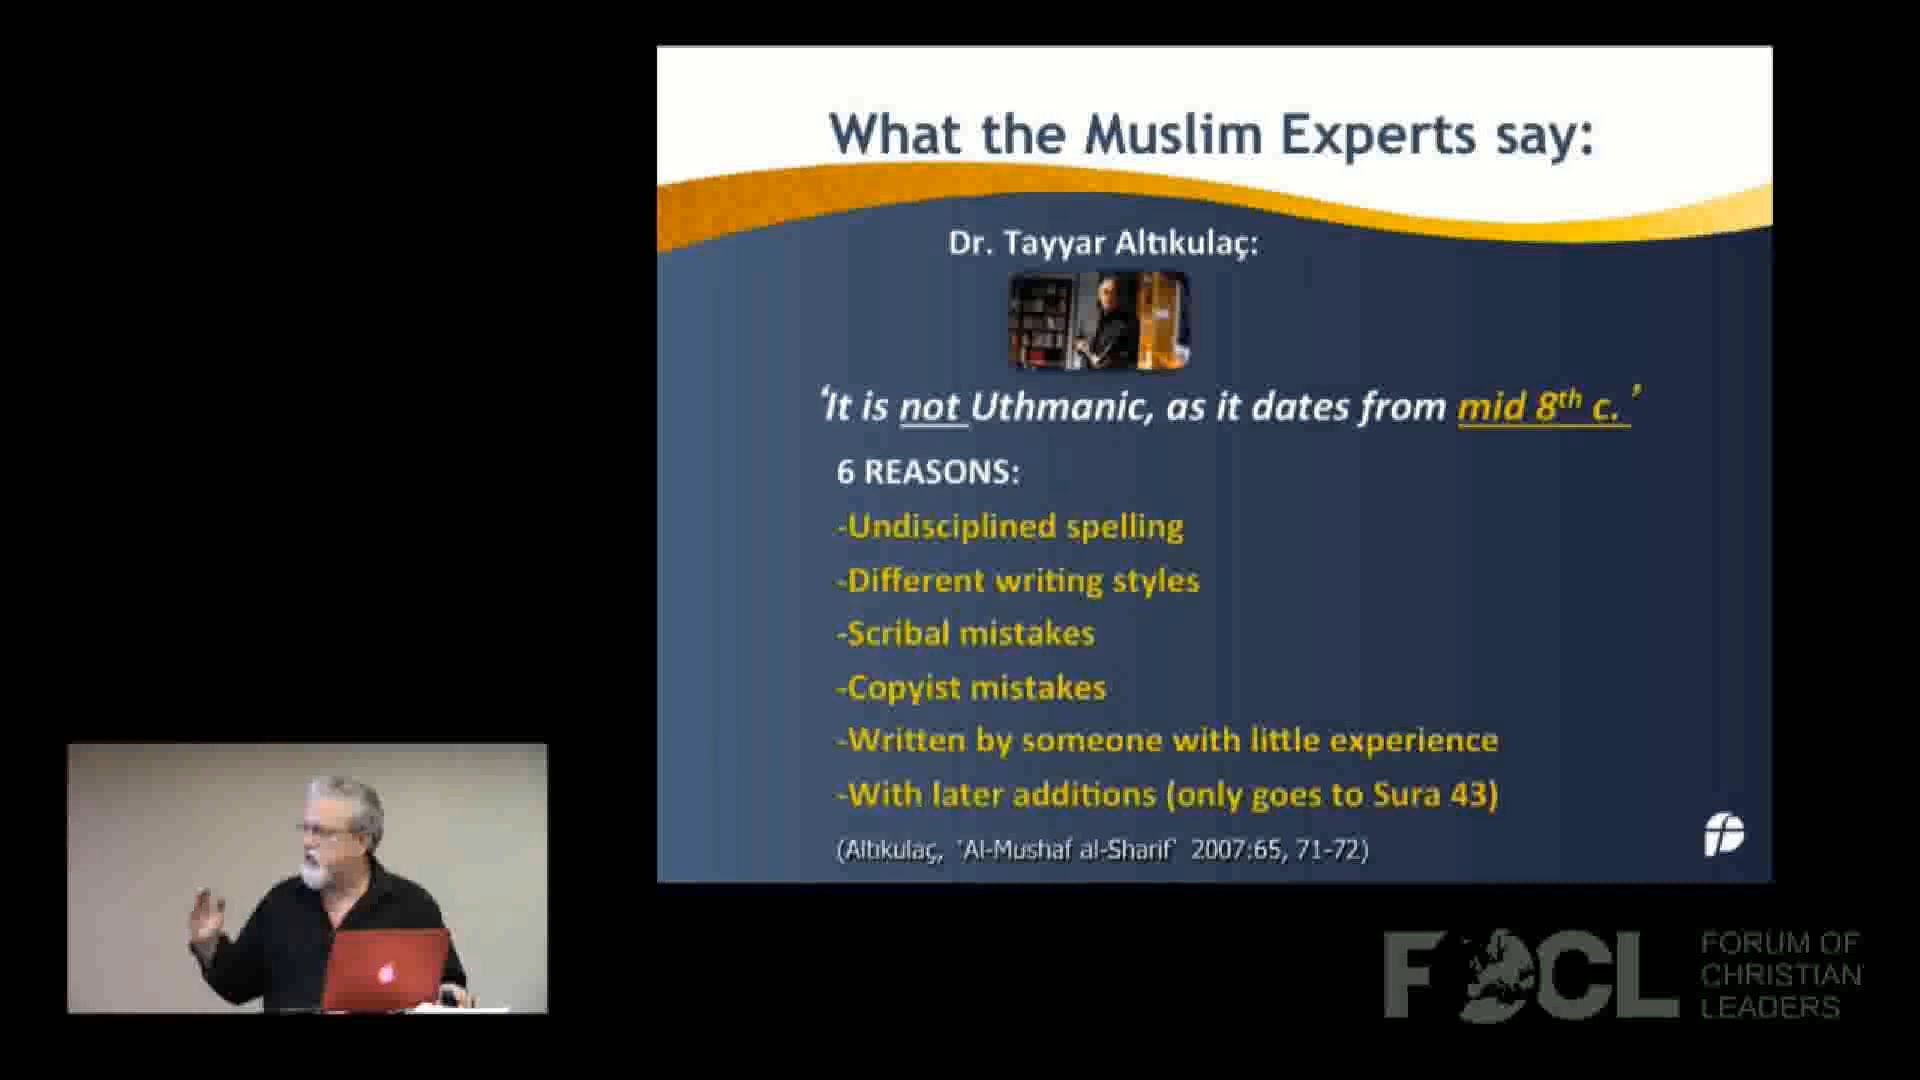 What the Muslim Experts say:
Dr. Tayyar Altıkulaç:
‘It is not Uthmanic, as it dates from mid 8th c. ’
6 REASONS:
-Undisciplined spelling
-Different writing styles
-Scribal mistakes
-Copyist mistakes
-Written by someone with little experience
-With later additions (only goes to Sura 43)
(Altıkulaç, ‘Al-Mushaf al-Sharif’ 2007:65, 71-72)
FOCL
FORUM OF
CHRISTIAN
LEADERS